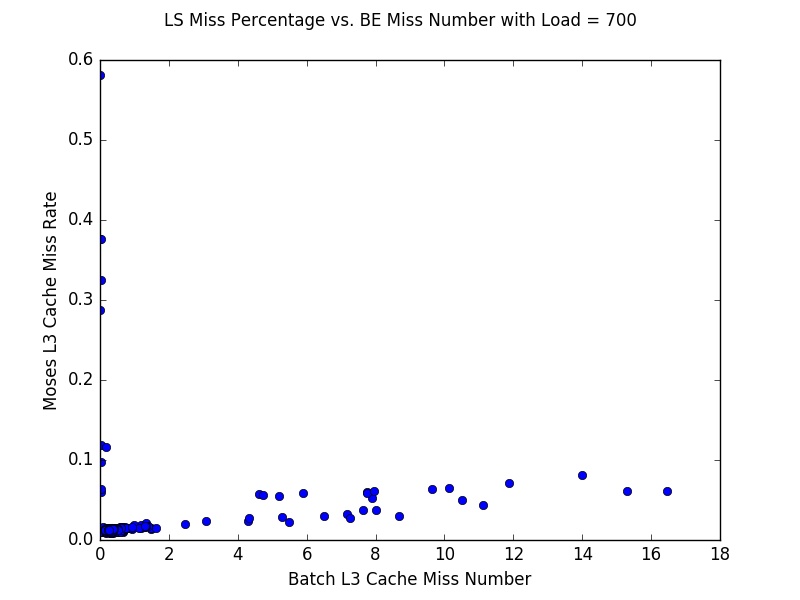 LS Miss Percentage vs. BE Miss Number with Load = 700
0.6
0.5
0.4
0.3
0.2
0.1
0.0
Moses L3 Cache Miss Rate
0 2 4 6 8 10 12 14 16 18
Batch L3 Cache Miss Number